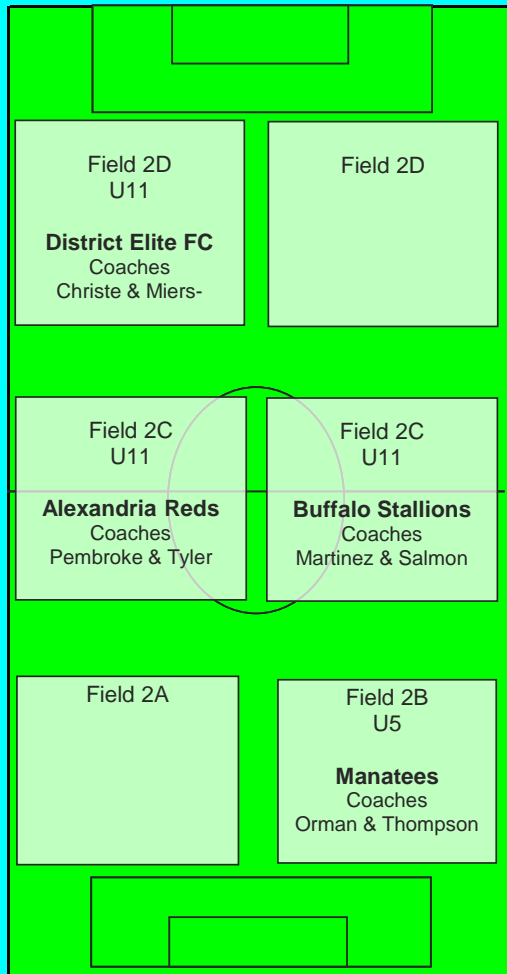 Field 2D
U11
District Elite FC
Coaches
Christe & Miers-
Field 2D
Field 2C
U11
Alexandria Reds
Coaches
Pembroke & Tyler
Field 2C
U11
Buffalo Stallions
Coaches
Martinez & Salmon
Field 2A
Field 2B
U5
Manatees
Coaches
Orman & Thompson